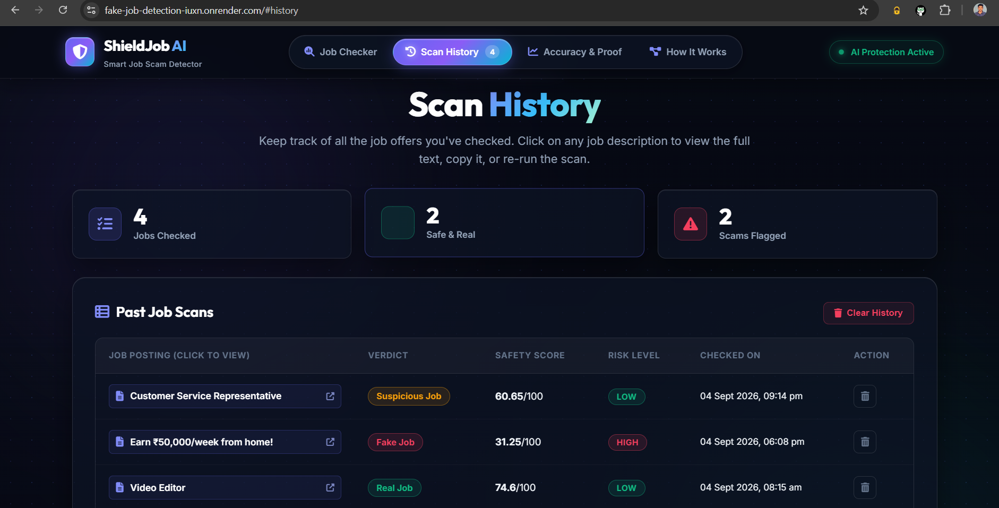 fake-job-detection-iuxn.onrender.com/#history
ShieldJob AI
Smart Job Scam Detector
Job Checker
Scan History 4
Accuracy & Proof
How It Works
AI Protection Active
Scan History
Keep track of all the job offers you've checked. Click on any job description to view the full
text, copy it, or re-run the scan.
4
Jobs Checked
2
Safe & Real
2
Scams Flagged
Past Job Scans
Clear History
JOB POSTING (CLICK TO VIEW) VERDICT SAFETY SCORE RISK LEVEL CHECKED ON ACTION
Customer Service Representative Suspicious Job 60.65/100 LOW 04 Sept 2026, 09:14 pm
Earn ₹50,000/week from home! Fake Job 31.25/100 HIGH 04 Sept 2026, 06:08 pm
Video Editor Real Job 74.6/100 LOW 04 Sept 2026, 08:15 am